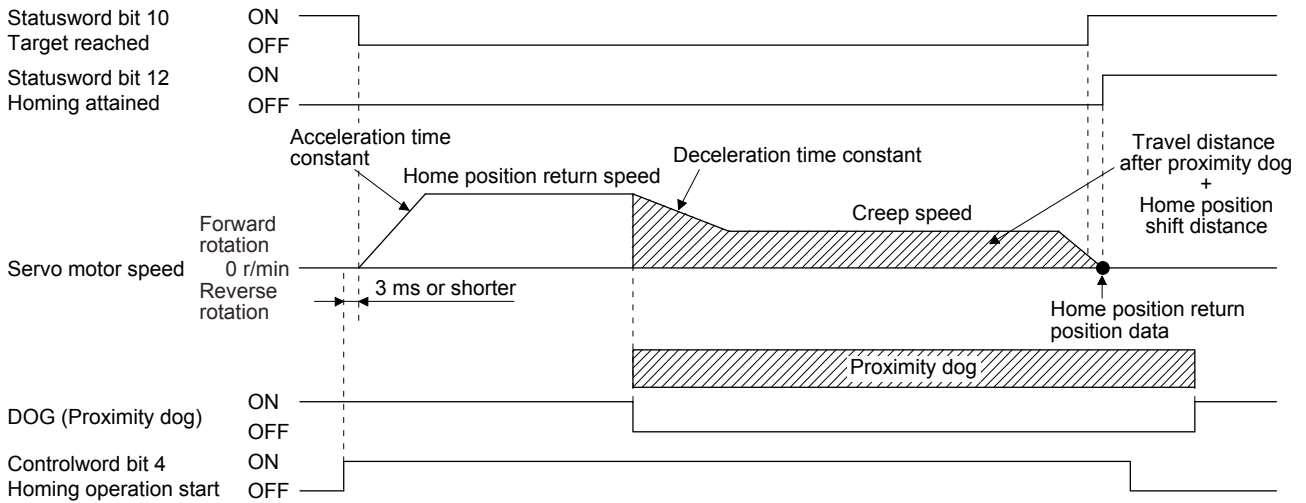 Statusword bit 10
Target reached
ON
OFF
Statusword bit 12
Homing attained
ON
OFF
Acceleration time
constant
Home position return speed
Deceleration time constant
Creep speed
Travel distance
after proximity dog
+
Home position
shift distance
Servo motor speed
Forward
rotation
0 r/min
Reverse
rotation
3 ms or shorter
Home position return
position data
Proximity dog
DOG (Proximity dog)
ON
OFF
Controlword bit 4
Homing operation start
ON
OFF